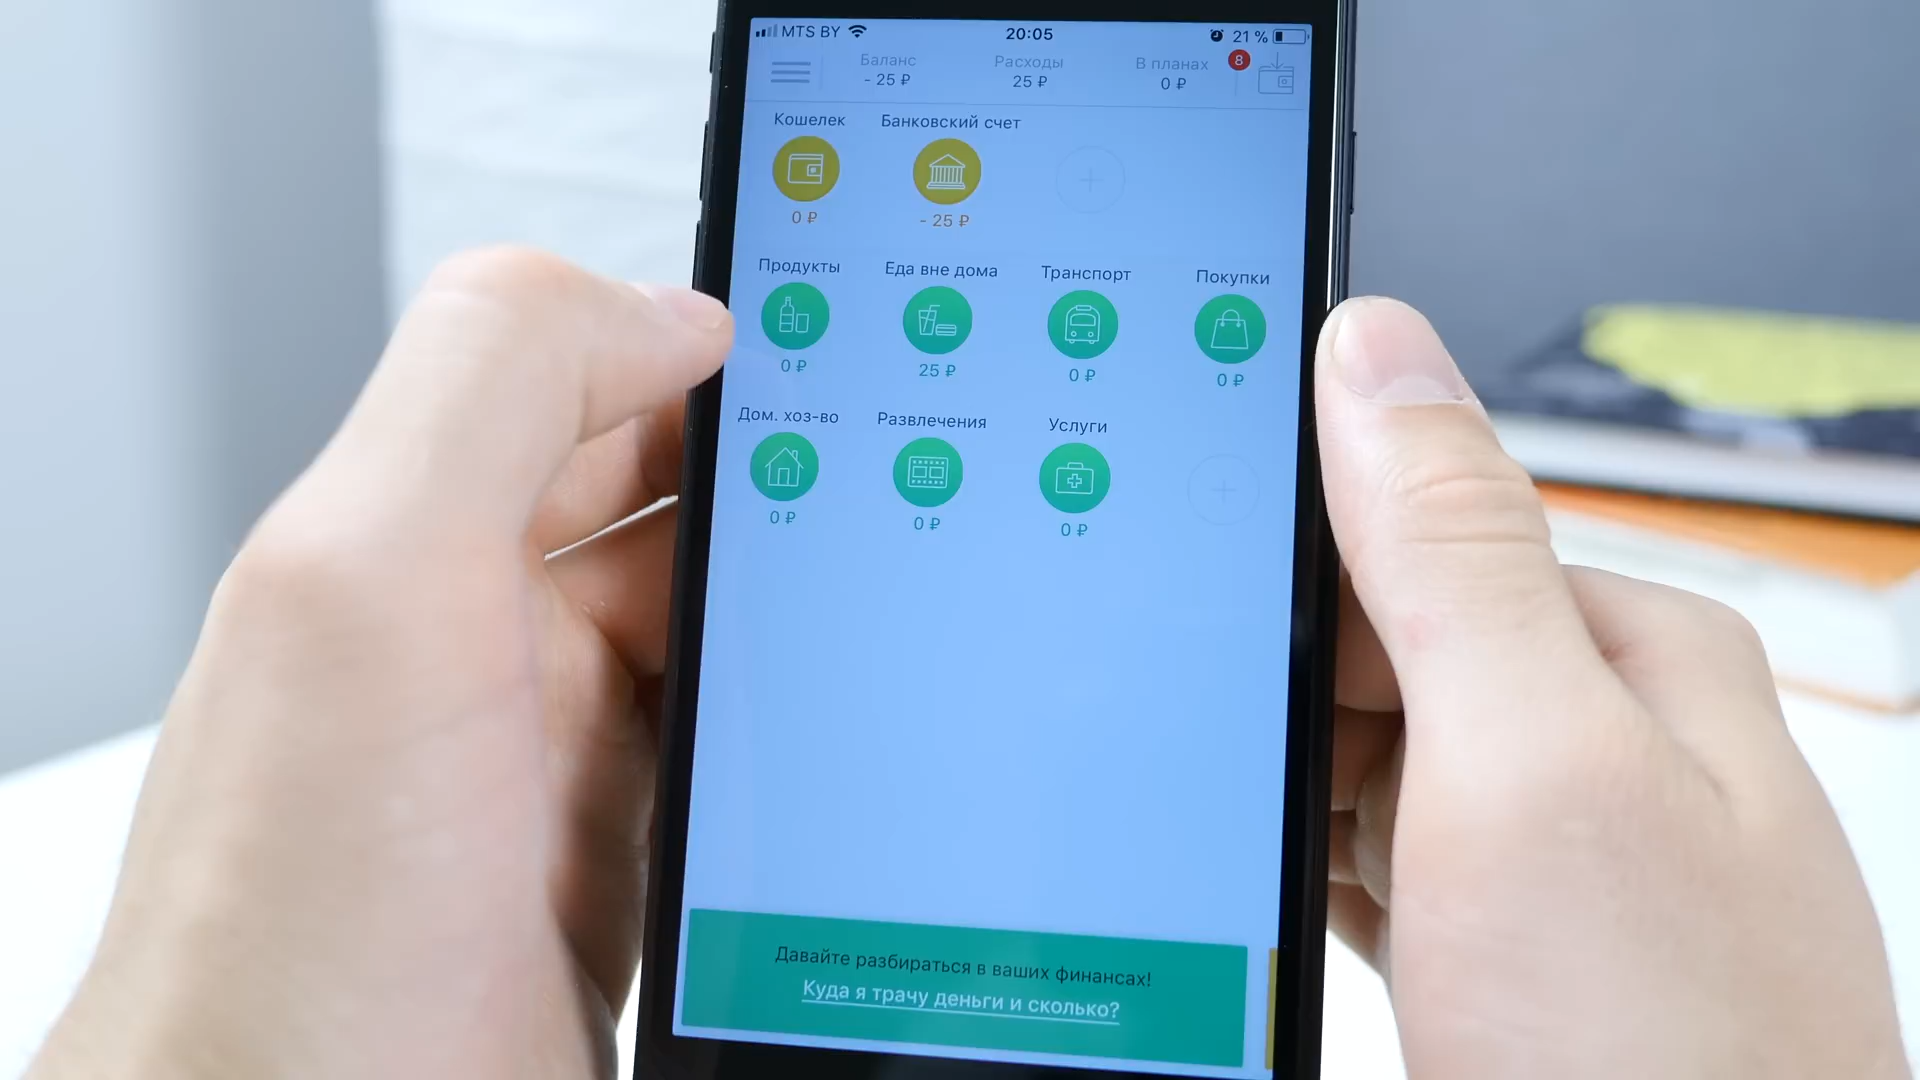 MTS BY 20:05 21 %
Баланс Расходы В планах 8
- 25 ₽ 25 ₽ 0 ₽
Кошелек Банковский счет
0 ₽ - 25 ₽
Продукты Еда вне дома Транспорт Покупки
0 ₽ 25 ₽ 0 ₽ 0 ₽
Дом. хоз-во Развлечения Услуги
0 ₽ 0 ₽ 0 ₽
Давайте разбираться в ваших финансах!
Куда я трачу деньги и сколько?